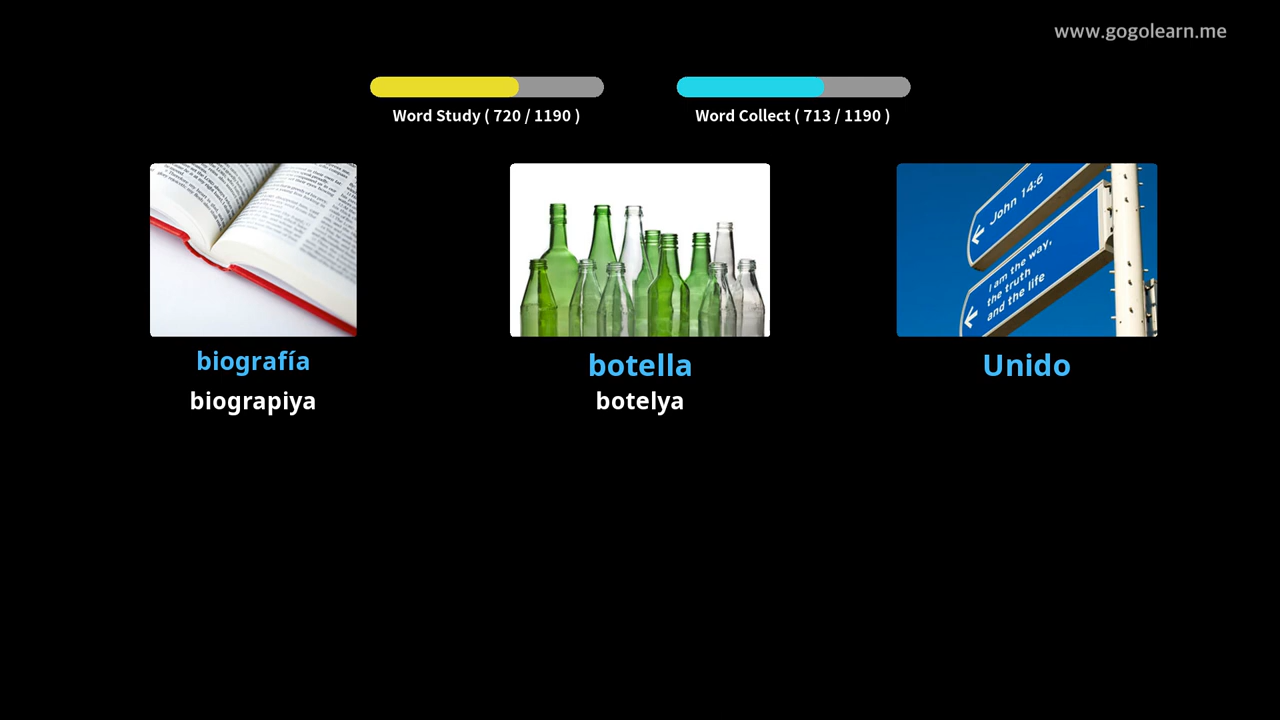 www.gogolearn.me
Word Study ( 720 / 1190 )
Word Collect ( 713 / 1190 )
John 14:6
I am the way,
the truth
and the life
biografía
botella
Unido
biograpiya
botelya